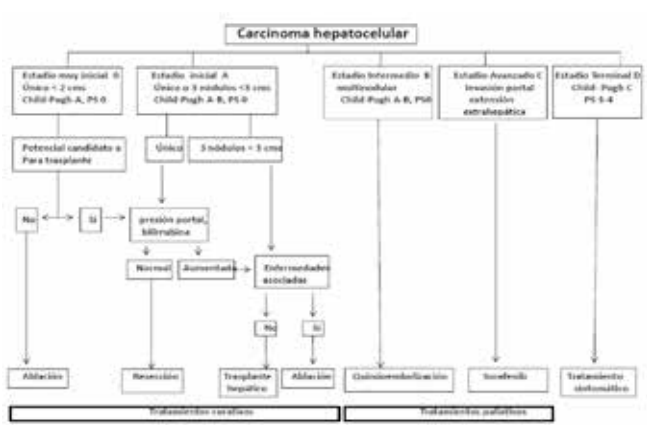 Carcinoma hepatocelular
Estadio muy inicial 0
Único < 2 cms
Child-Pugh A, PS 0
Estadio inicial A
Único o 3 nódulos <3 cms
Child-Pugh A-B, PS 0
Estadio Intermedio B
multinodular
Child-Pugh A-B, PS0
Estadio Avanzado C
Invasión portal
extensión
extrahepática
Estadio Terminal D
Child- Pugh C
PS 3-4
Potencial candidato a
Para trasplante
Único
3 nódulos < 3 cms
No
Si
presión portal,
bilirrubina
Normal
Aumentada
Enfermedades
asociadas
No
Si
Ablación
Resección
Trasplante
hepático
Ablación
Quimioembolización
Sorafenib
Tratamiento
sintomático
Tratamientos curativos
Tratamientos paliativos